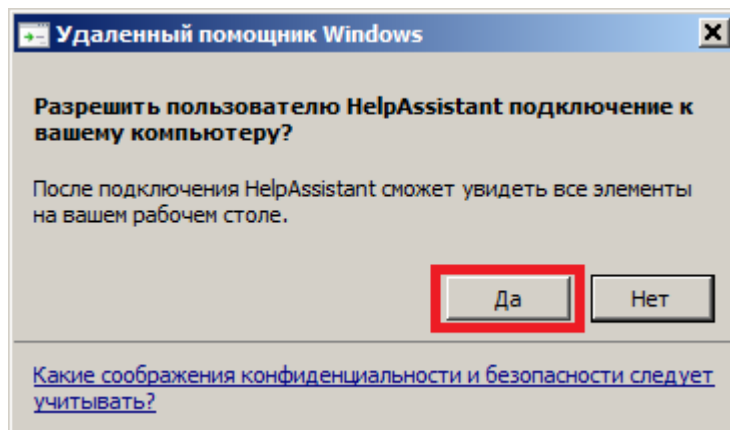 Удаленный помощник Windows
Разрешить пользователю HelpAssistant подключение к
вашему компьютеру?
После подключения HelpAssistant сможет увидеть все элементы
на вашем рабочем столе.
Да
Нет
Какие соображения конфиденциальности и безопасности следует
учитывать?